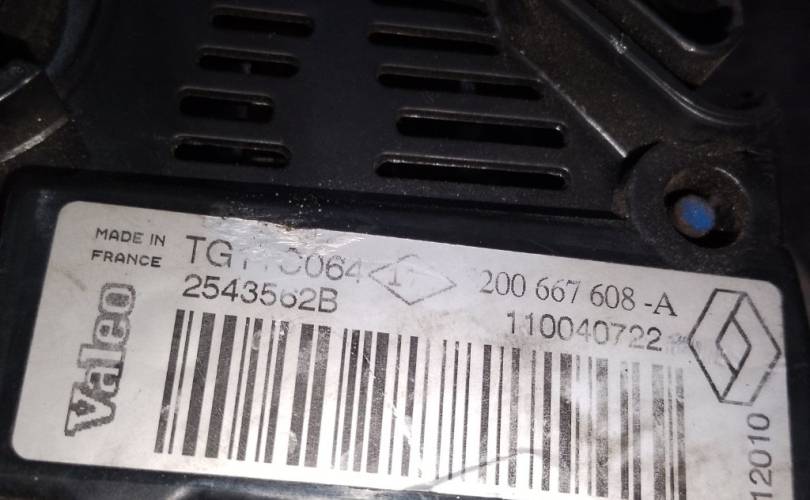 MADE IN
FRANCE
2543562B
200 667 608 -A
110040722
Valeo
12010